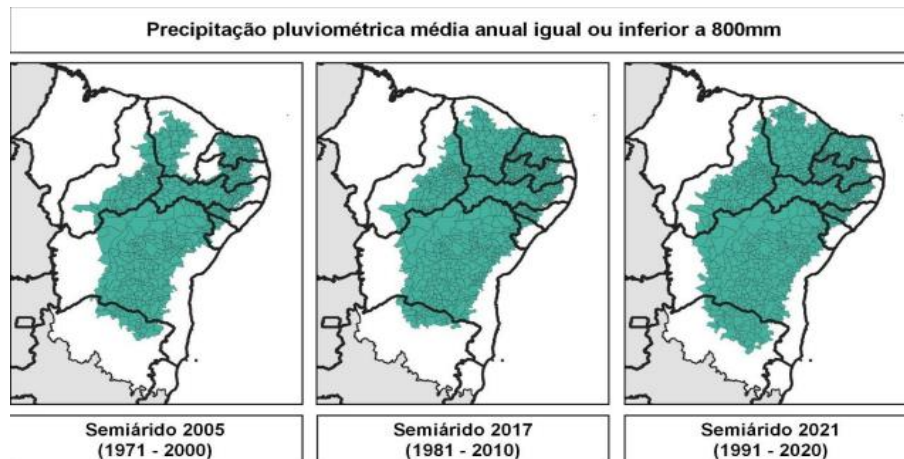 Precipitação pluviométrica média anual igual ou inferior a 800mm
Semiárido 2005
(1971 - 2000)
Semiárido 2017
(1981 - 2010)
Semiárido 2021
(1991 - 2020)